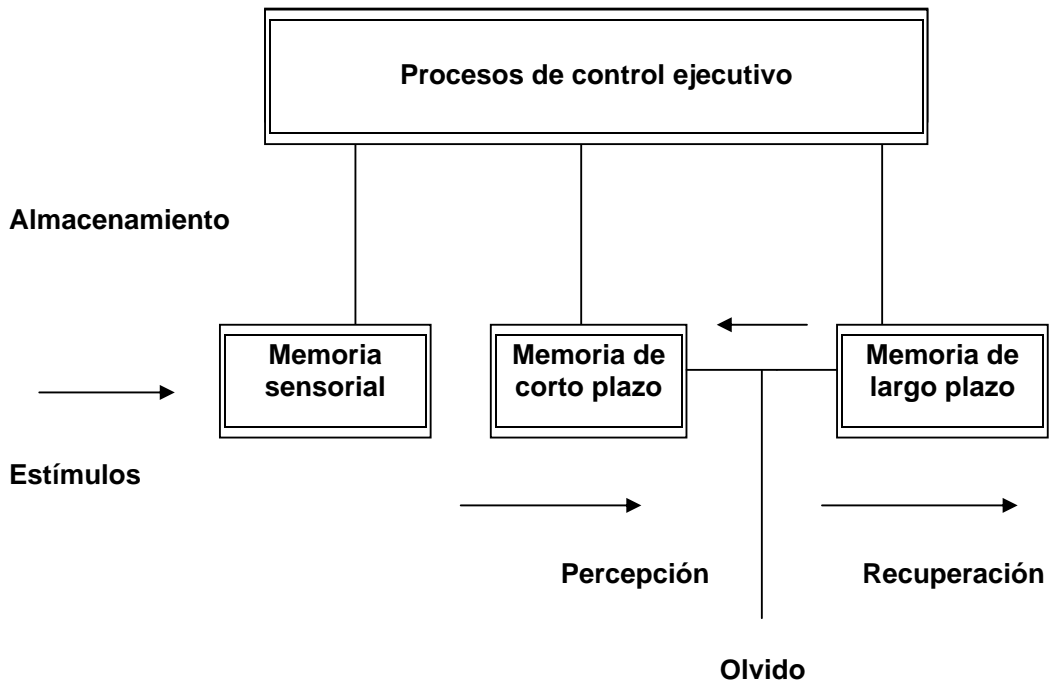 Procesos de control ejecutivo
Almacenamiento
Memoria
sensorial
Memoria de
corto plazo
Memoria de
largo plazo
Estímulos
Percepción
Recuperación
Olvido